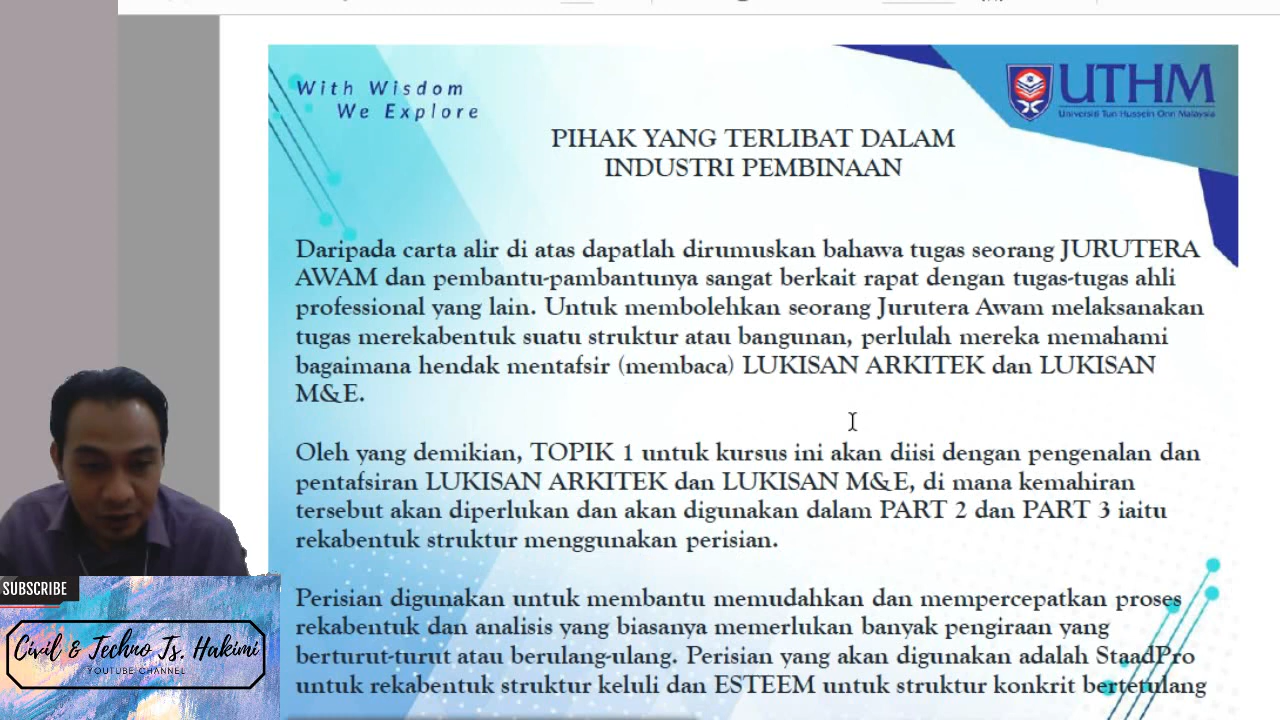 With Wisdom
We Explore
UTHM
Universiti Tun Hussein Onn Malaysia
PIHAK YANG TERLIBAT DALAM
INDUSTRI PEMBINAAN
Daripada carta alir di atas dapatlah dirumuskan bahawa tugas seorang JURUTERA
AWAM dan pembantu-pambantunya sangat berkait rapat dengan tugas-tugas ahli
professional yang lain. Untuk membolehkan seorang Jurutera Awam melaksanakan
tugas merekabentuk suatu struktur atau bangunan, perlulah mereka memahami
bagaimana hendak mentafsir (membaca) LUKISAN ARKITEK dan LUKISAN
M&E.
Oleh yang demikian, TOPIK 1 untuk kursus ini akan diisi dengan pengenalan dan
pentafsiran LUKISAN ARKITEK dan LUKISAN M&E, di mana kemahiran
tersebut akan diperlukan dan akan digunakan dalam PART 2 dan PART 3 iaitu
rekabentuk struktur menggunakan perisian.
Perisian digunakan untuk membantu memudahkan dan mempercepatkan proses
rekabentuk dan analisis yang biasanya memerlukan banyak pengiraan yang
berturut-turut atau berulang-ulang. Perisian yang akan digunakan adalah StaadPro
untuk rekabentuk struktur keluli dan ESTEEM untuk struktur konkrit bertetulang
SUBSCRIBE
Civil & Techno Ts. Hakimi
YOUTUBE CHANNEL